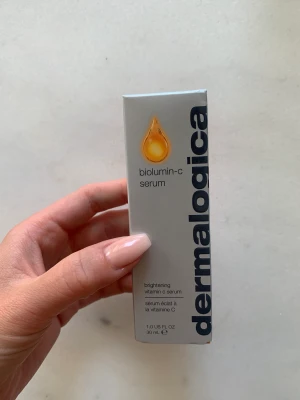 biolumin-c
serum
dermalogica
brightening
vitamin c serum
sérum éclat à
la vitamine C
1.0 US FL OZ
30 mL ℮